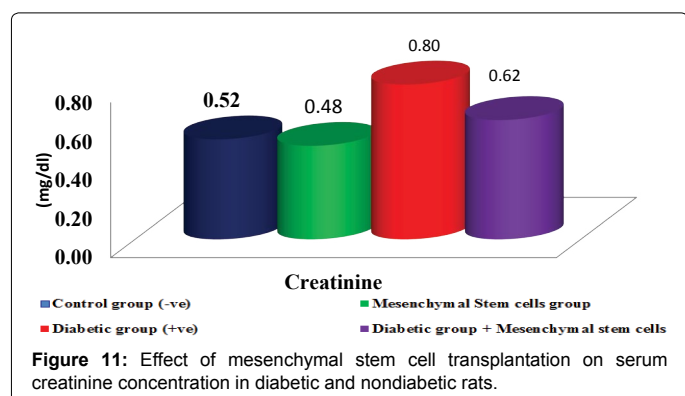 0.80
0.62
0.52
0.48
0.80
0.60
0.40
0.20
0.00
(mg/dl)
Creatinine
Control group (-ve)
Mesenchymal Stem cells group
Diabetic group (+ve)
Diabetic group + Mesenchymal stem cells
Figure 11: Effect of mesenchymal stem cell transplantation on serum
creatinine concentration in diabetic and nondiabetic rats.